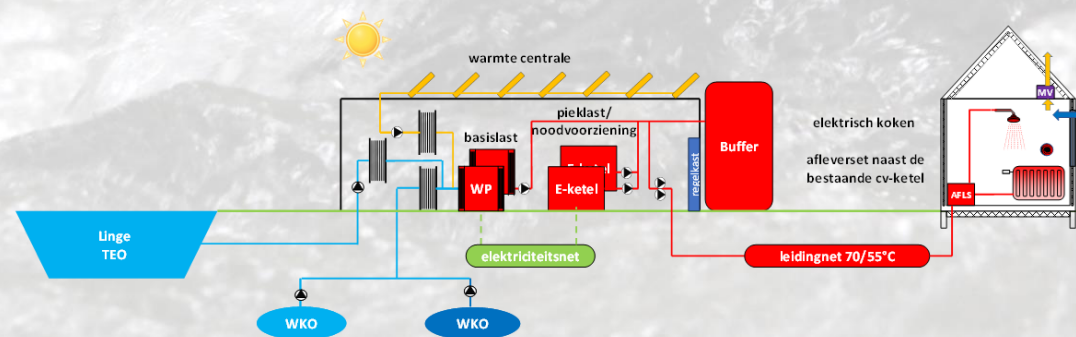 warmte centrale
pieklast/
noodvoorziening
basislast
WP
E-ketel
regelkast
Buffer
elektrisch koken
afleverset naast de
bestaande cv-ketel
MV
AFLS
Linge
TEO
elektriciteitsnet
leidingnet 70/55°C
WKO
WKO